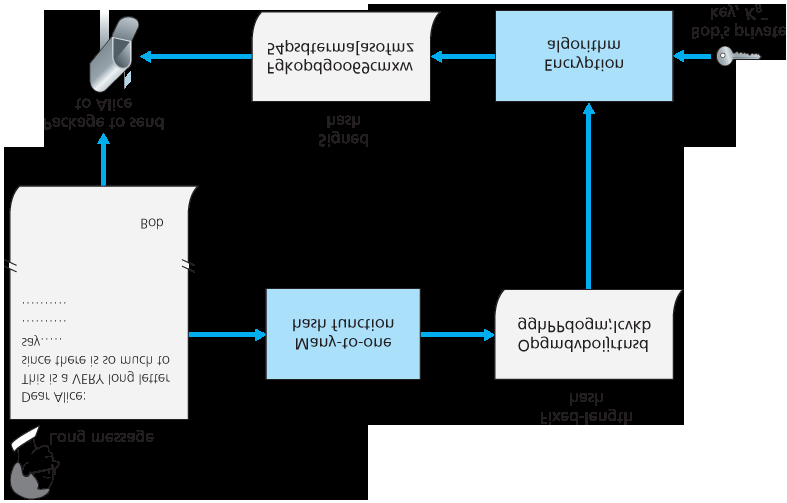 Long message
Dear Alice:
This is a VERY long letter
since there is so much to
say.....
..........
..........
Bob
Many-to-one
hash function
Fixed-length
hash
Opgmdvboijrtnsd
gghPPdogm;lcvkb
Package to send
to Alice
Signed
hash
Fgkopdgoo69cmxw
54psdterma[asofmz
Encryption
algorithm
Bob's private
key, K_B^-